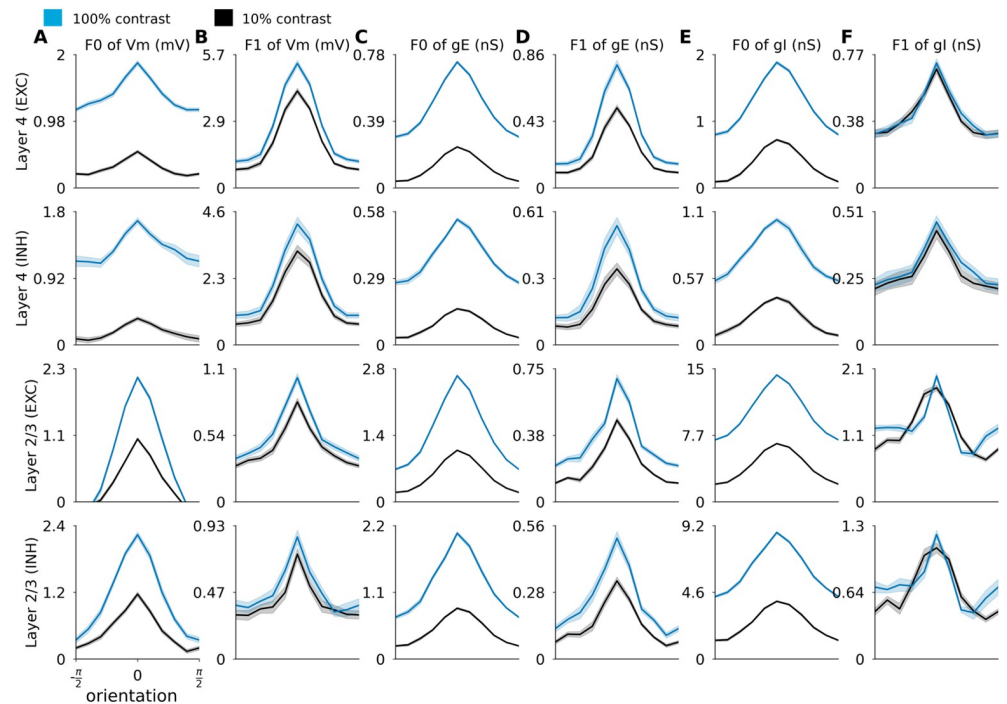 100% contrast 10% contrast
A F0 of Vm (mV) B F1 of Vm (mV) C F0 of gE (nS) D F1 of gE (nS) E F0 of gI (nS) F F1 of gI (nS)
Layer 4 (EXC)
2 5.7 0.78 0.86 2 0.76
0.98 2.9 0.39 0.43 1 0.38
0 0 0 0 0 0
Layer 4 (INH)
1.8 4.6 0.58 0.61 1.1 0.51
0.92 2.3 0.29 0.3 0.57 0.25
0 0 0 0 0 0
Layer 2/3 (EXC)
2.3 1.1 2.8 0.75 15 2.1
1.1 0.54 1.4 0.38 7.7 1.1
0 0 0 0 0 0
Layer 2/3 (INH)
2.4 0.93 2.2 0.56 9.2 1.3
1.2 0.47 1.1 0.28 4.6 0.64
0 0 0 0 0 0
-π/2 0 π/2
orientation